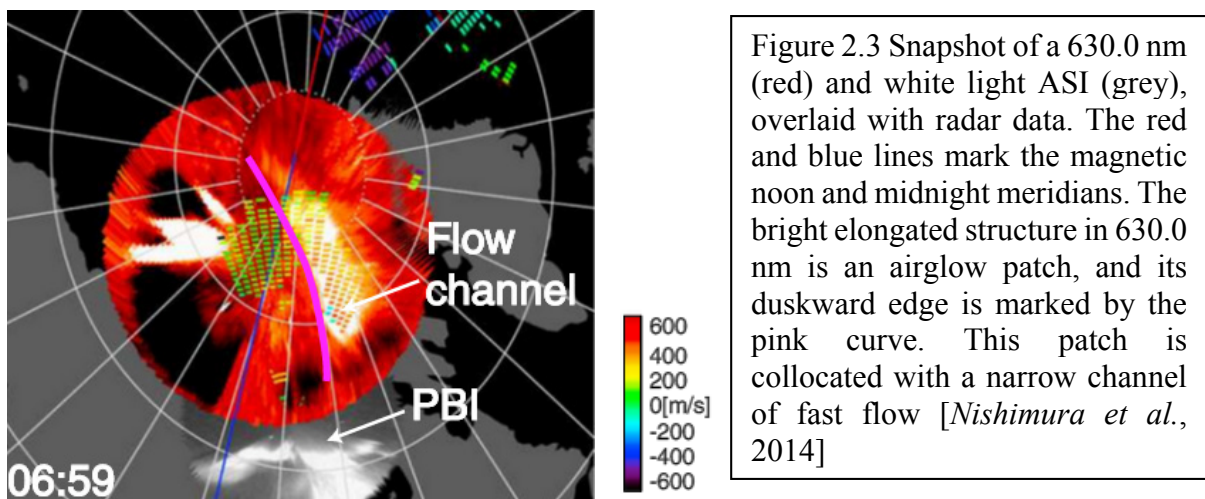 Flow
channel
PBI
06:59
600
400
200
0[m/s]
-200
-400
-600
Figure 2.3 Snapshot of a 630.0 nm
(red) and white light ASI (grey),
overlaid with radar data. The red
and blue lines mark the magnetic
noon and midnight meridians. The
bright elongated structure in 630.0
nm is an airglow patch, and its
duskward edge is marked by the
pink curve. This patch is
collocated with a narrow channel
of fast flow [Nishimura et al.,
2014]